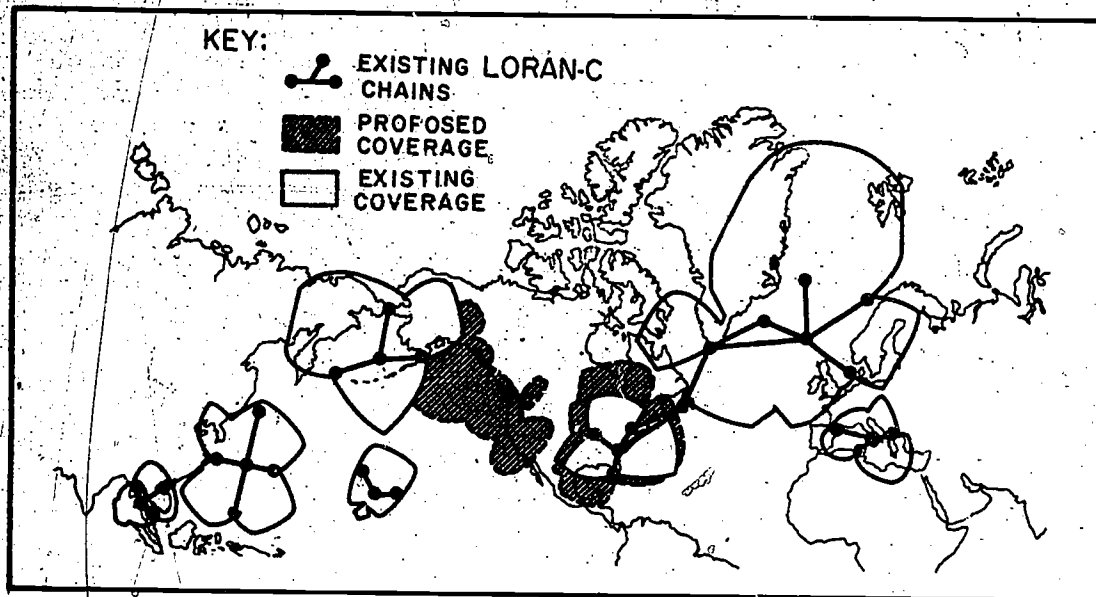 KEY:
EXISTING LORAN-C
CHAINS
PROFOSED
COVERAGE
EXISTING
COVERAGE